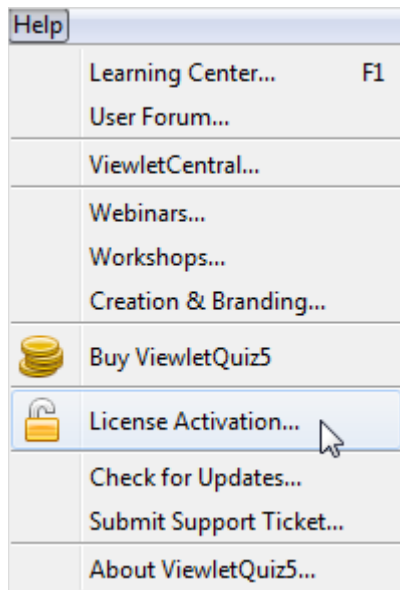 Help
Learning Center... F1
User Forum...
ViewletCentral...
Webinars...
Workshops...
Creation & Branding...
Buy ViewletQuiz5
License Activation...
Check for Updates...
Submit Support Ticket...
About ViewletQuiz5...